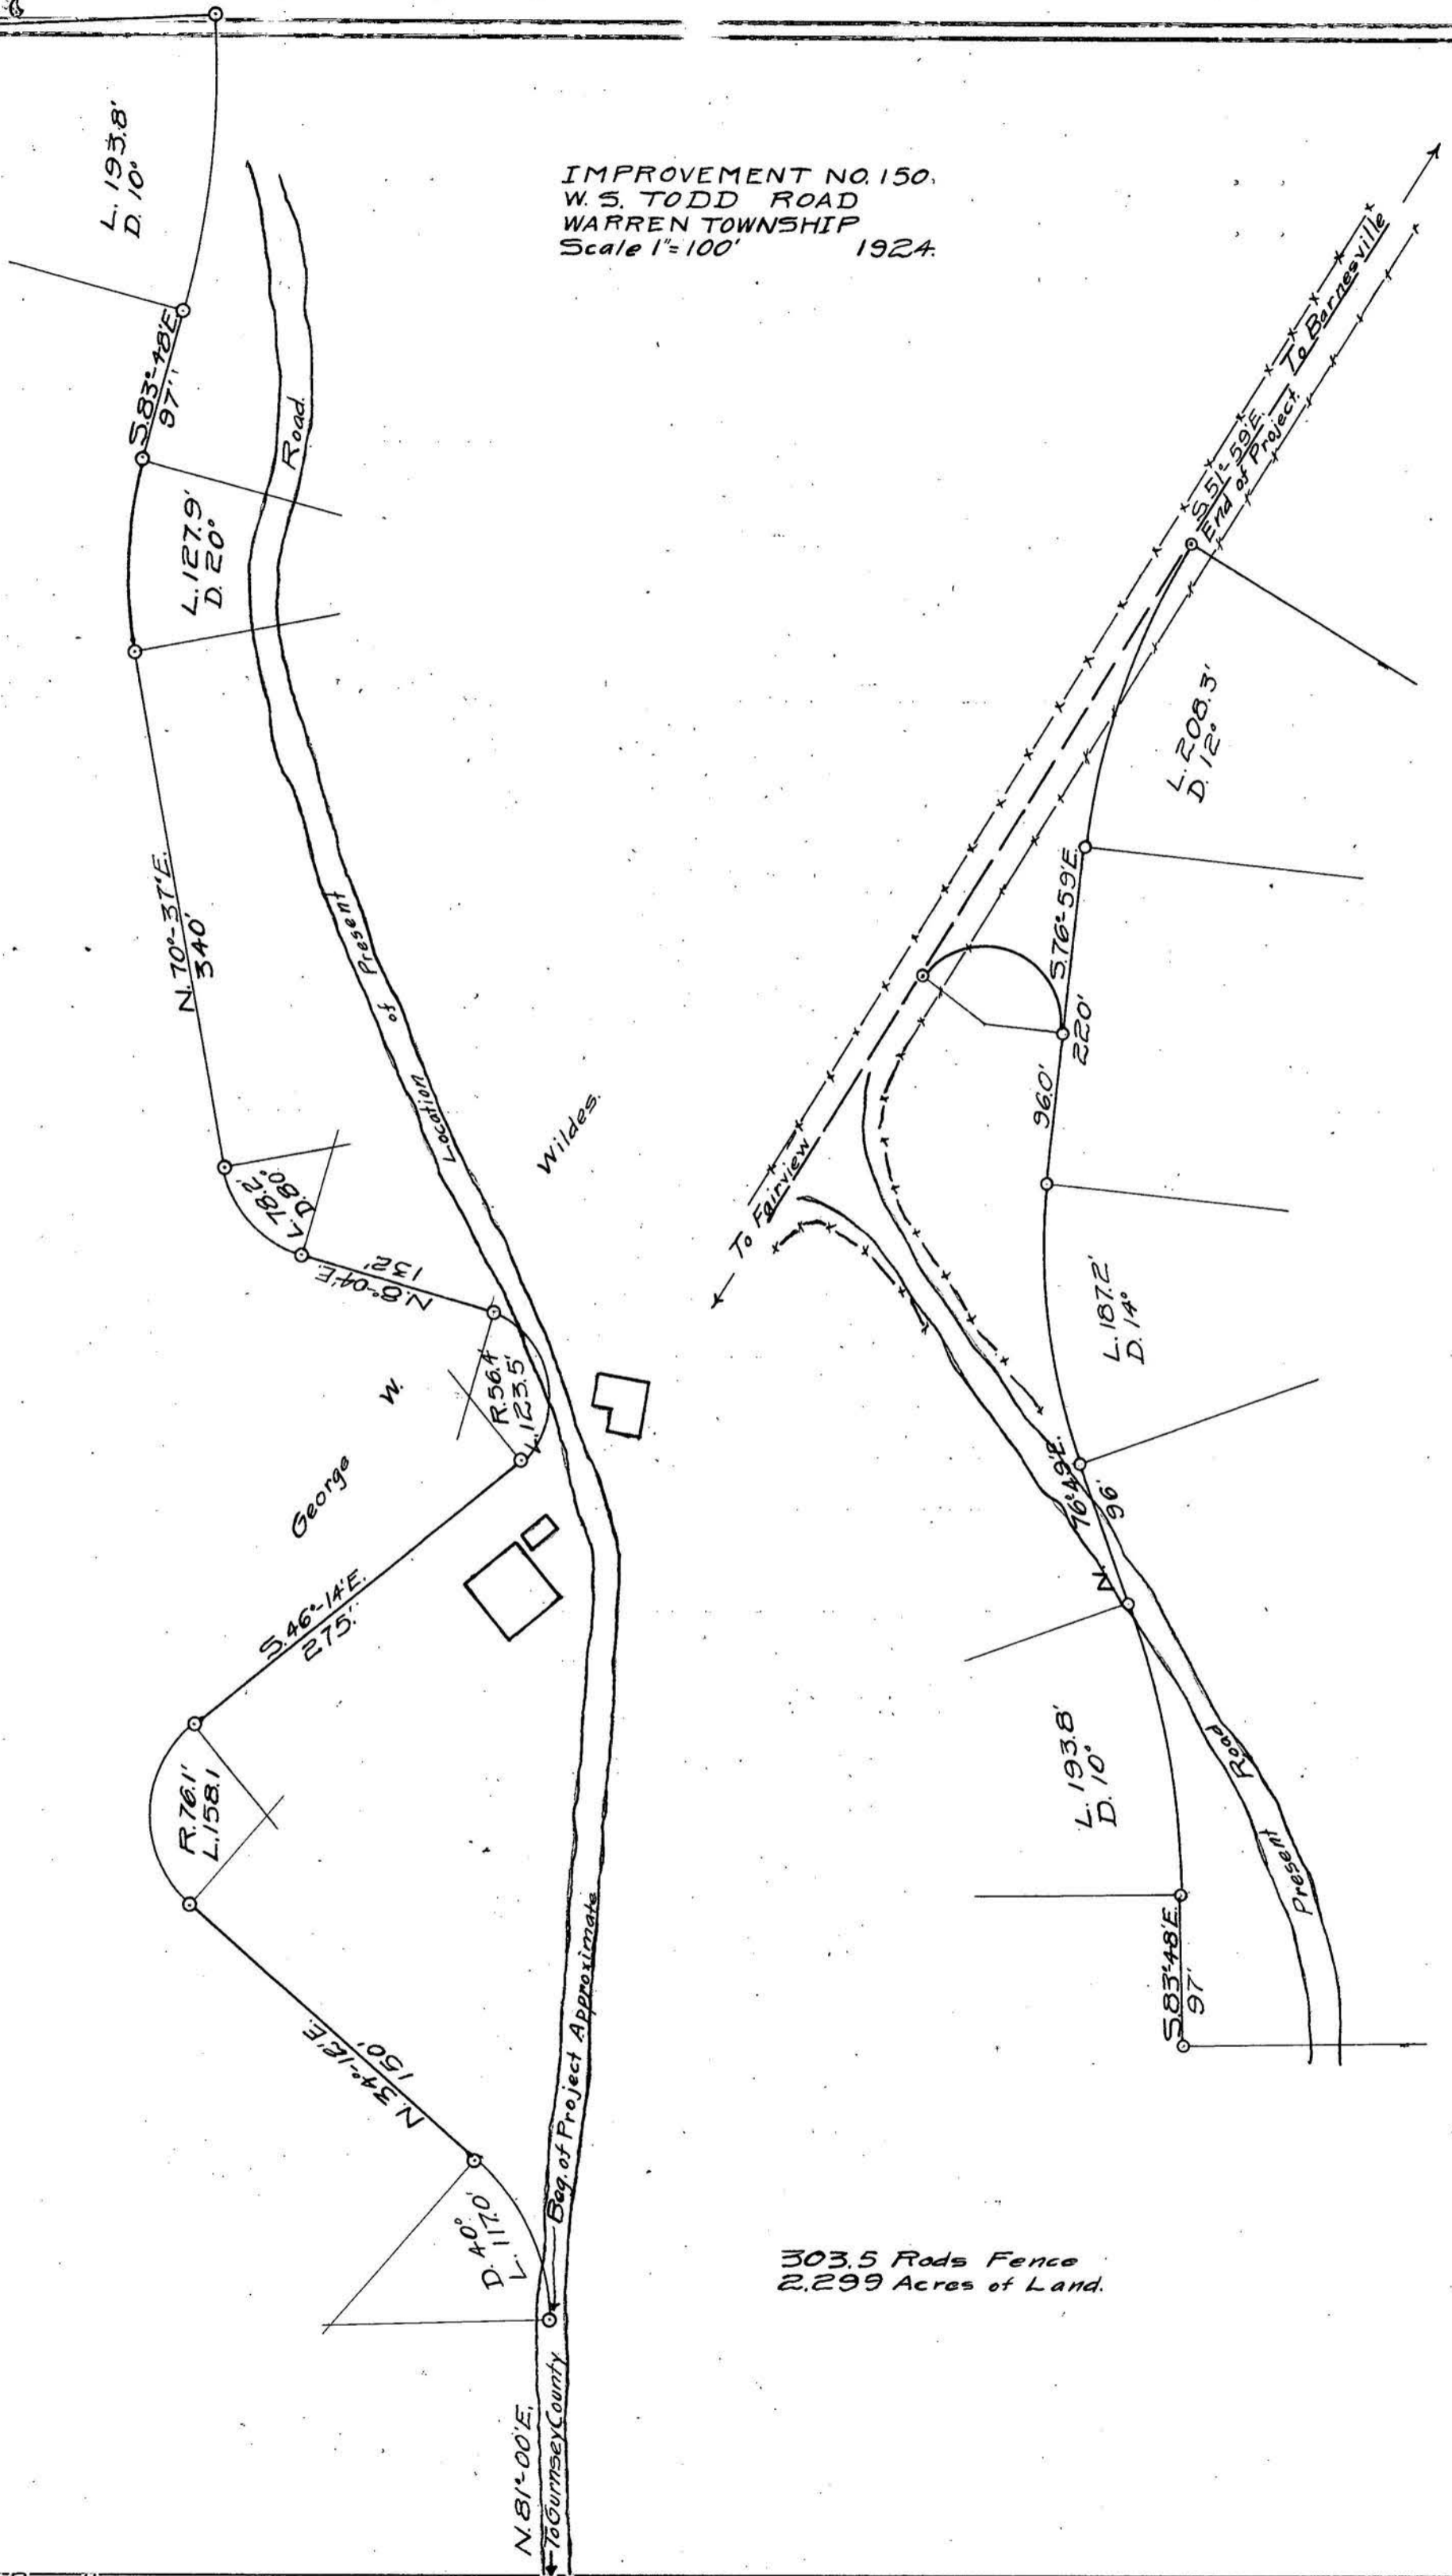 IMPROVEMENT NO. 150.
W. S. TODD ROAD
WARREN TOWNSHIP
Scale 1"=100' 1924.
L. 193.8'
D. 10°
S.83°-48'E
97'
L.127.9'
D. 20°
Road.
N. 70°-37'E.
340'
Location of Present
L.78.2'
D.80°
N.8°-04'E.
132'
R.56.4'
L.123.5'
George W. Wildes.
S.46°-14'E.
275.'
R.76.1'
L.158.1
N.34°-12'E.
150'
D. 40°
L. 117.0'
Beg. of Project Approximate
N.81°-00'E.
To Gurnsey County
To Barnesville
S.51°-59'E.
End of Project.
L. 208.3'
D. 12°
S.76°-59'E.
220'
96.0'
To Fairview
L.187.2'
D. 14°
N. 76°-49'E.
96'
L. 193.8'
D. 10°
Present Road
S.83°-48'E.
97'
303.5 Rods Fence
2.299 Acres of Land.